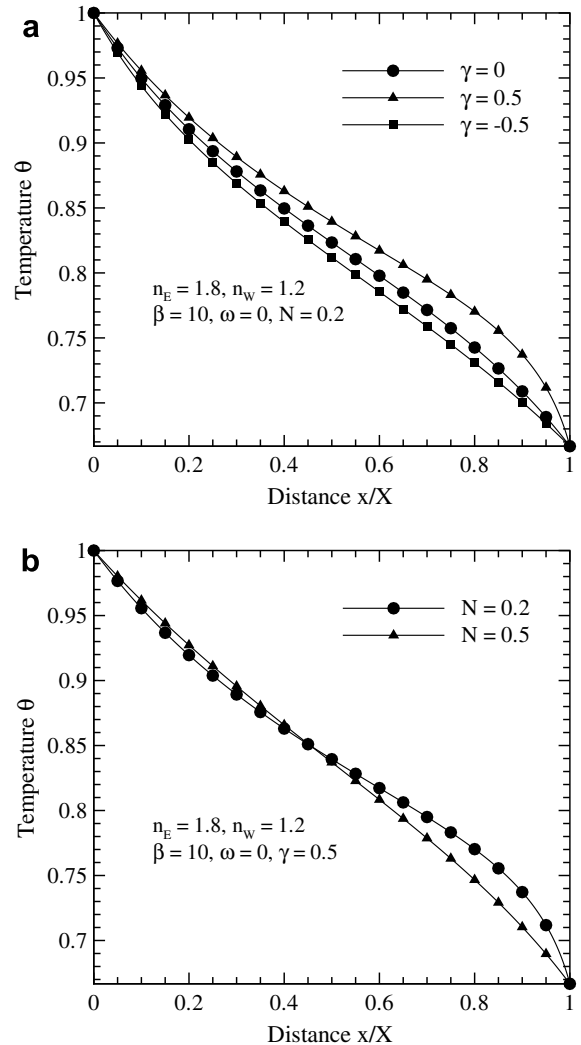 a
1
0.95
0.9
0.85
0.8
0.75
0.7
Temperature θ
γ = 0
γ = 0.5
γ = -0.5
n_E = 1.8, n_W = 1.2
β = 10, ω = 0, N = 0.2
0 0.2 0.4 0.6 0.8 1
Distance x/X
b
1
0.95
0.9
0.85
0.8
0.75
0.7
Temperature θ
N = 0.2
N = 0.5
n_E = 1.8, n_W = 1.2
β = 10, ω = 0, γ = 0.5
0 0.2 0.4 0.6 0.8 1
Distance x/X